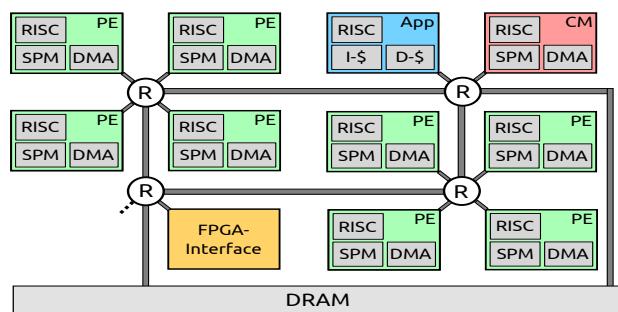 PE
RISC
SPM DMA
PE
RISC
SPM DMA
App
RISC
I-$ D-$
CM
RISC
SPM DMA
R
R
PE
RISC
SPM DMA
PE
RISC
SPM DMA
PE
RISC
SPM DMA
PE
RISC
SPM DMA
R
R
FPGA-
Interface
PE
RISC
SPM DMA
PE
RISC
SPM DMA
DRAM